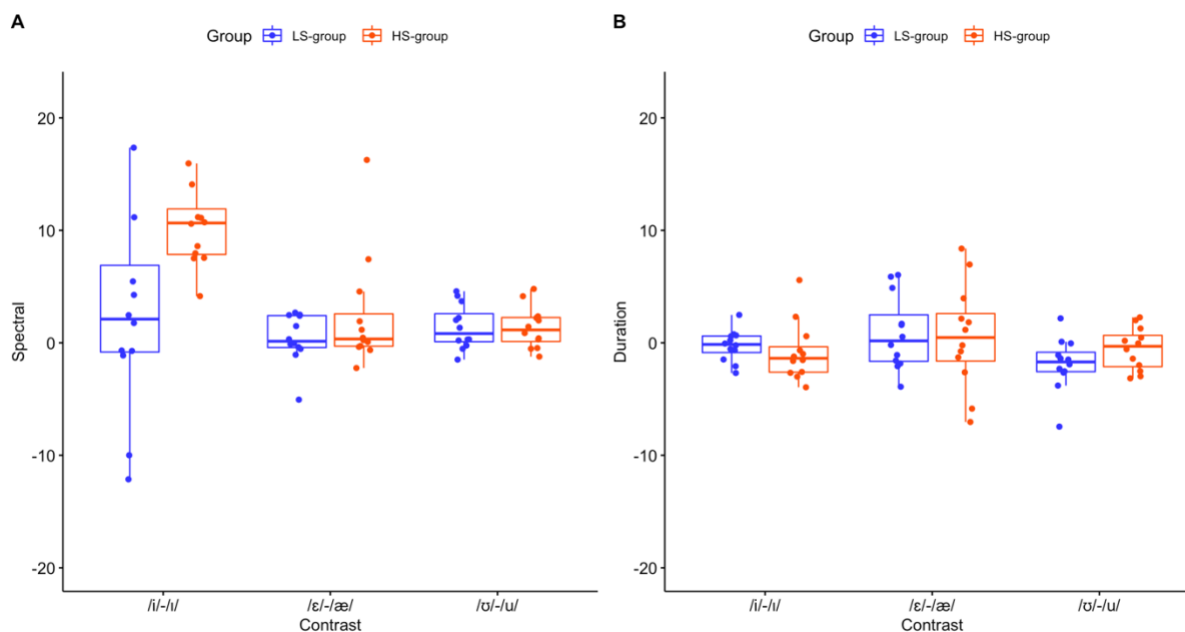 A
Group LS-group HS-group
20
10
0
-10
-20
Spectral
/i/-/ɪ/ /ɛ/-/æ/ /ʊ/-/u/
Contrast
B
Group LS-group HS-group
20
10
0
-10
-20
Duration
/i/-/ɪ/ /ɛ/-/æ/ /ʊ/-/u/
Contrast